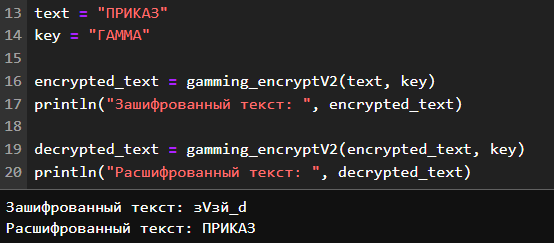 13 text = "ПРИКАЗ"
14 key = "ГАММА"
15
16 encrypted_text = gamming_encryptV2(text, key)
17 println("Зашифрованный текст: ", encrypted_text)
18
19 decrypted_text = gamming_encryptV2(encrypted_text, key)
20 println("Расшифрованный текст: ", decrypted_text)
Зашифрованный текст: зVзй_d
Расшифрованный текст: ПРИКАЗ